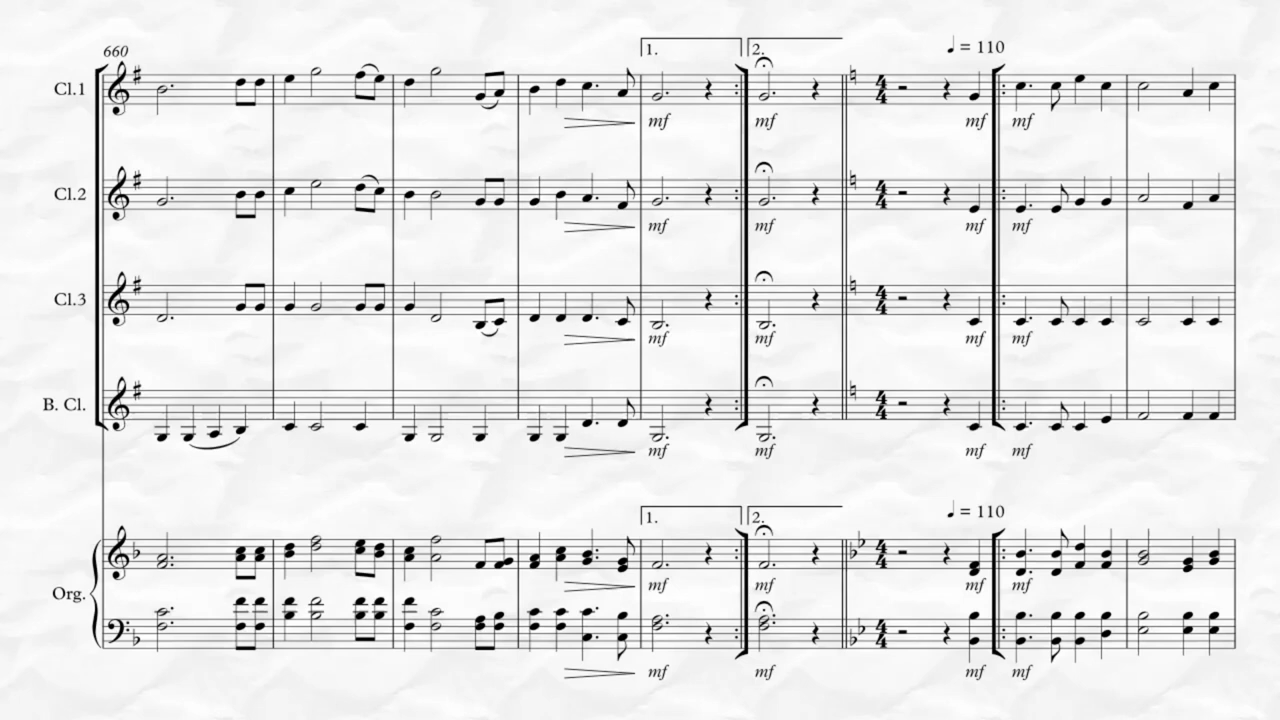 660
1. 2. ♩ = 110
Cl.1
mf mf mf mf
Cl.2
mf mf mf mf
Cl.3
mf mf mf mf
B. Cl.
mf mf mf mf
1. 2. ♩ = 110
Org.
mf mf mf mf
mf mf mf mf